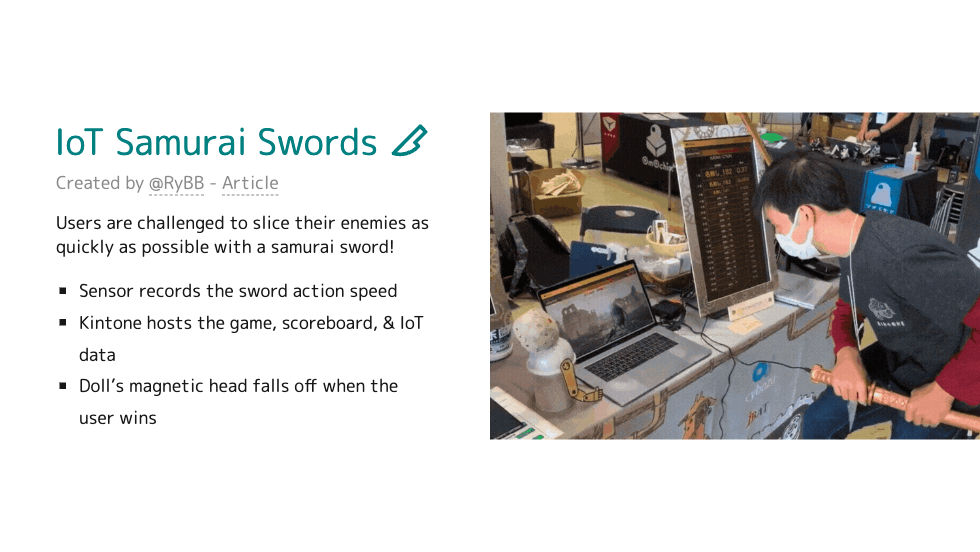 IoT Samurai Swords
Created by @RyBB - Article
Users are challenged to slice their enemies as
quickly as possible with a samurai sword!
▪ Sensor records the sword action speed
▪ Kintone hosts the game, scoreboard, & IoT
data
▪ Doll’s magnetic head falls off when the
user wins
cybozu